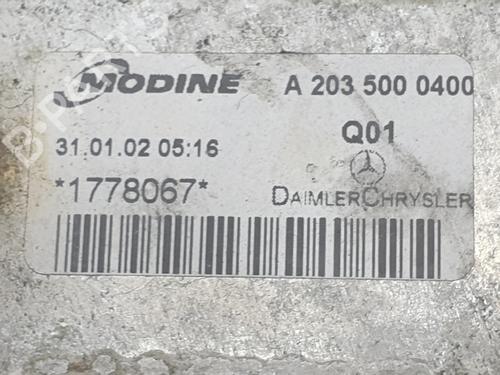 MODINE A 203 500 0400
Q01
31.01.02 05:16
*1778067*
DAIMLERCHRYSLER